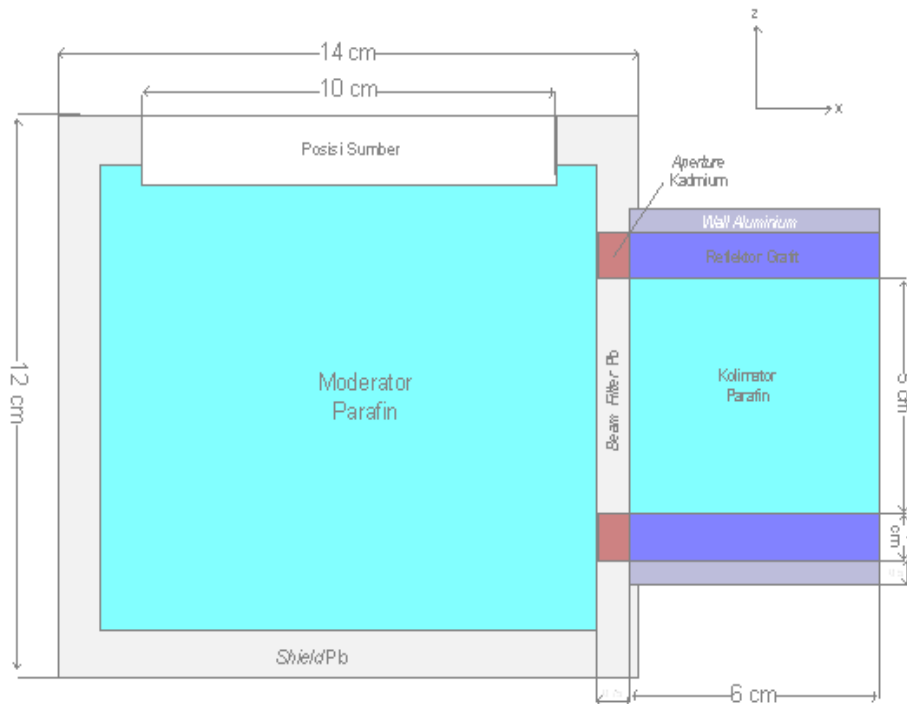 14 cm
z
10 cm
x
Posisi Sumber
Aperture
Kadmium
Wall Aluminium
Reflektor Grafit
12 cm
Moderator
Parafin
Beam Filter Pb
Kolimator
Parafin
5 cm
cm
Shield Pb
6 cm